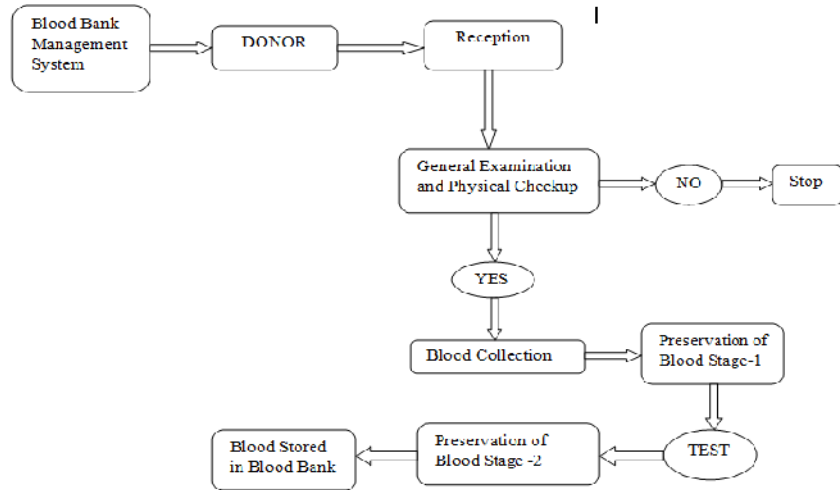 Blood Bank
Management
System
DONOR
Reception
General Examination
and Physical Checkup
NO
Stop
YES
Blood Collection
Preservation of
Blood Stage-1
TEST
Preservation of
Blood Stage -2
Blood Stored
in Blood Bank